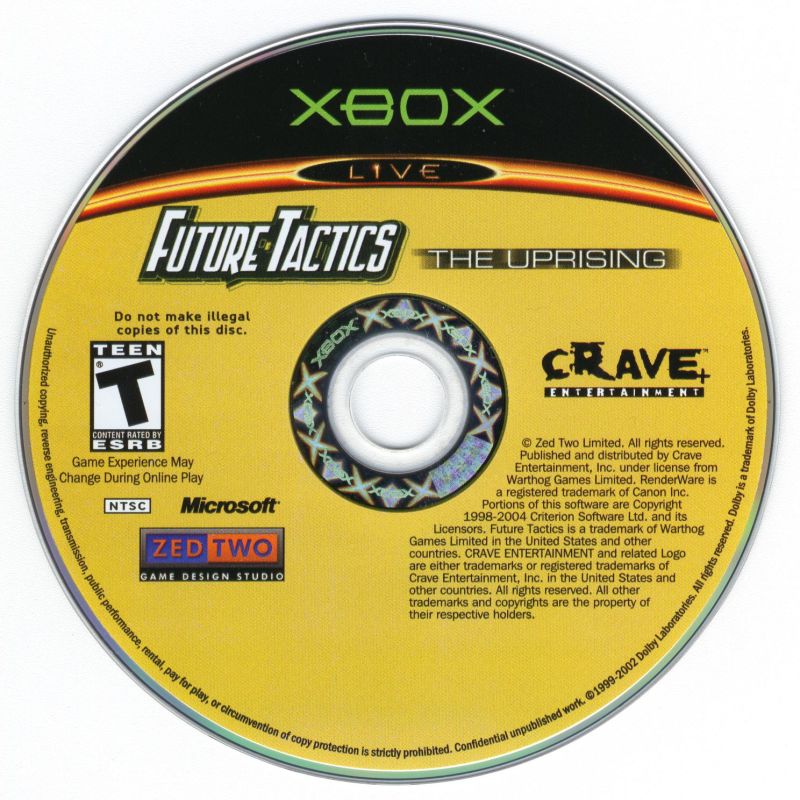 XBOX
LIVE
FUTURE TACTICS THE UPRISING
Do not make illegal
copies of this disc.
TEEN
®
T
CONTENT RATED BY
ESRB
Game Experience May
Change During Online Play
NTSC Microsoft®
ZED TWO
GAME DESIGN STUDIO
XBOX
CRAVE™
ENTERTAINMENT
© Zed Two Limited. All rights reserved.
Published and distributed by Crave
Entertainment, Inc. under license from
Warthog Games Limited. RenderWare is
a registered trademark of Canon Inc.
Portions of this software are Copyright
1998-2004 Criterion Software Ltd. and its
Licensors. Future Tactics is a trademark of Warthog
Games Limited in the United States and other
countries. CRAVE ENTERTAINMENT and related Logo
are either trademarks or registered trademarks of
Crave Entertainment, Inc. in the United States and
other countries. All rights reserved. All other
trademarks and copyrights are the property of
their respective holders.
Unauthorized copying, reverse engineering, transmission, public performance, rental, pay for play, or circumvention of copy protection is strictly prohibited. Confidential unpublished work. ©1999-2002 Dolby Laboratories. All rights reserved. Dolby is a trademark of Dolby Laboratories.